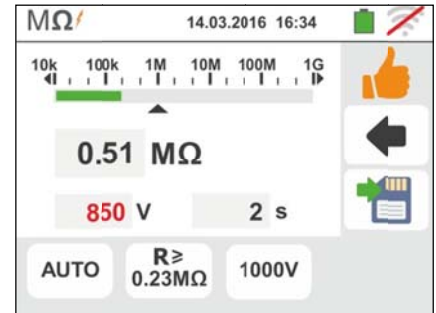 MΩ 14.03.2016 16:34
10k 100k 1M 10M 100M 1G
0.51 MΩ
850 V 2 s
AUTO R≥ 0.23MΩ 1000V